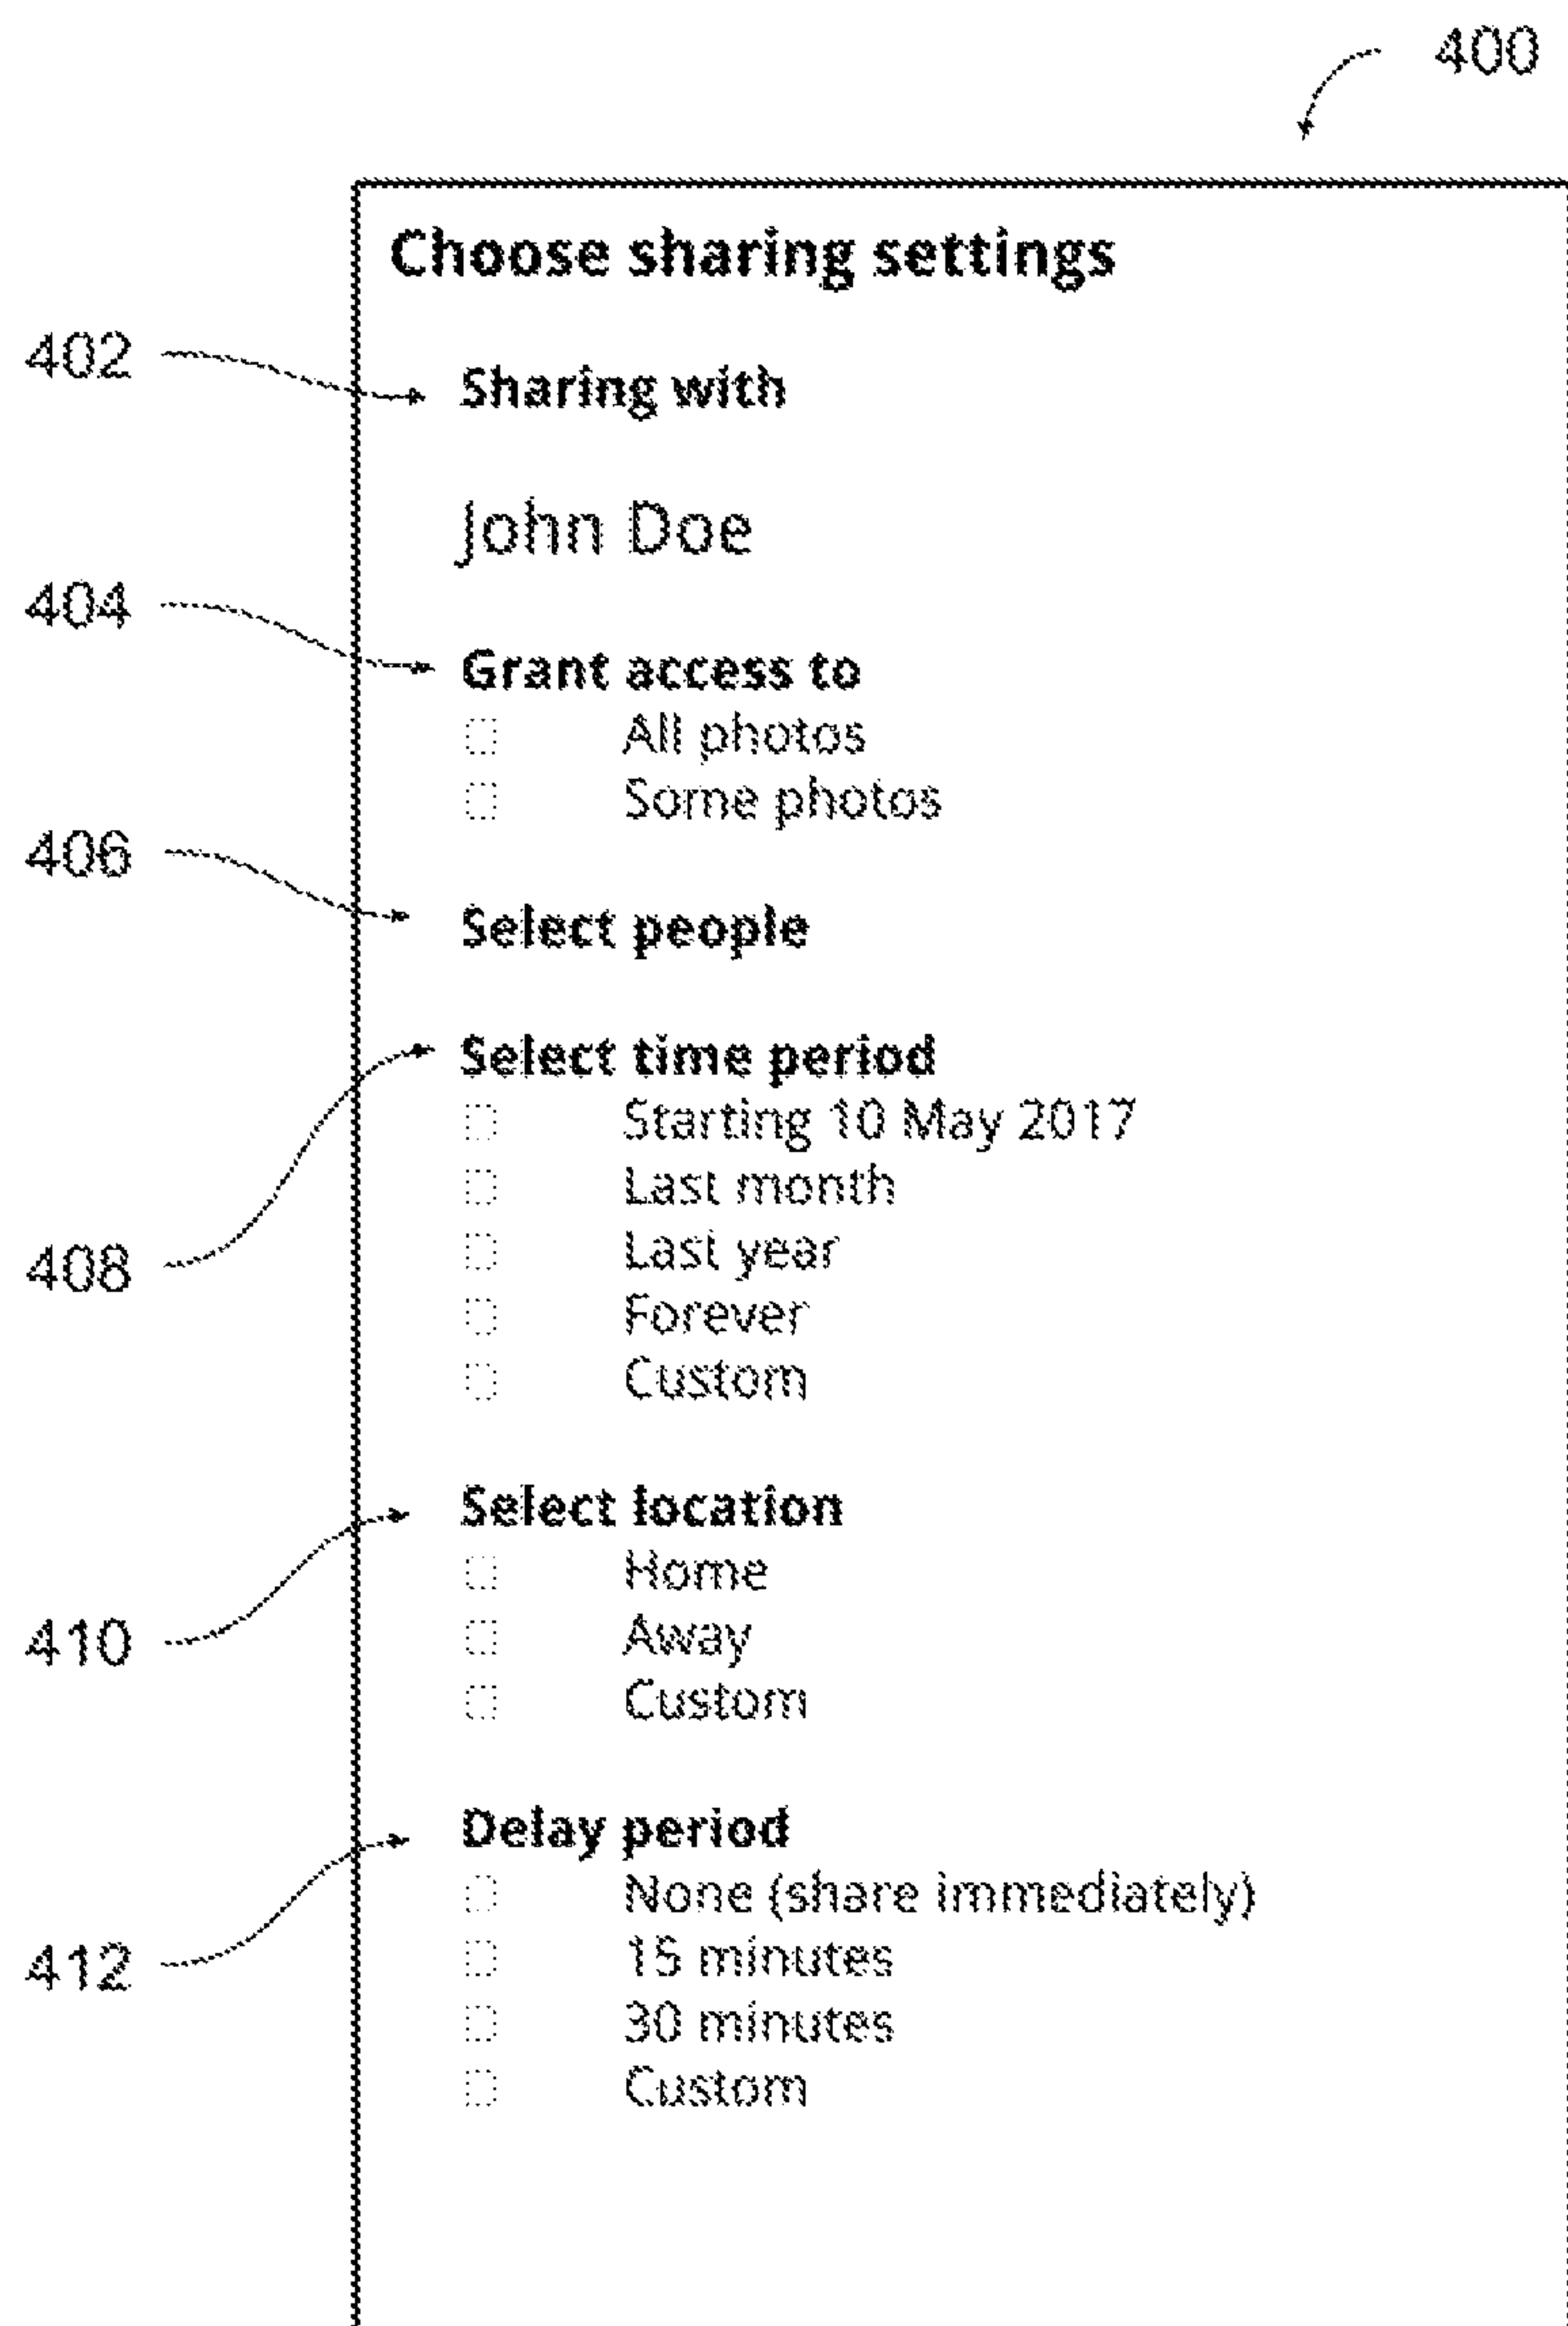 400
Choose sharing settings
402
Sharing with
John Doe
404
Grant access to
All photos
Some photos
406
Select people
Select time period
Starting 10 May 2017
Last month
Last year
408
Forever
Custom
Select location
Home
410
Away
Custom
Delay period
None (share immediately)
412
15 minutes
30 minutes
Custom